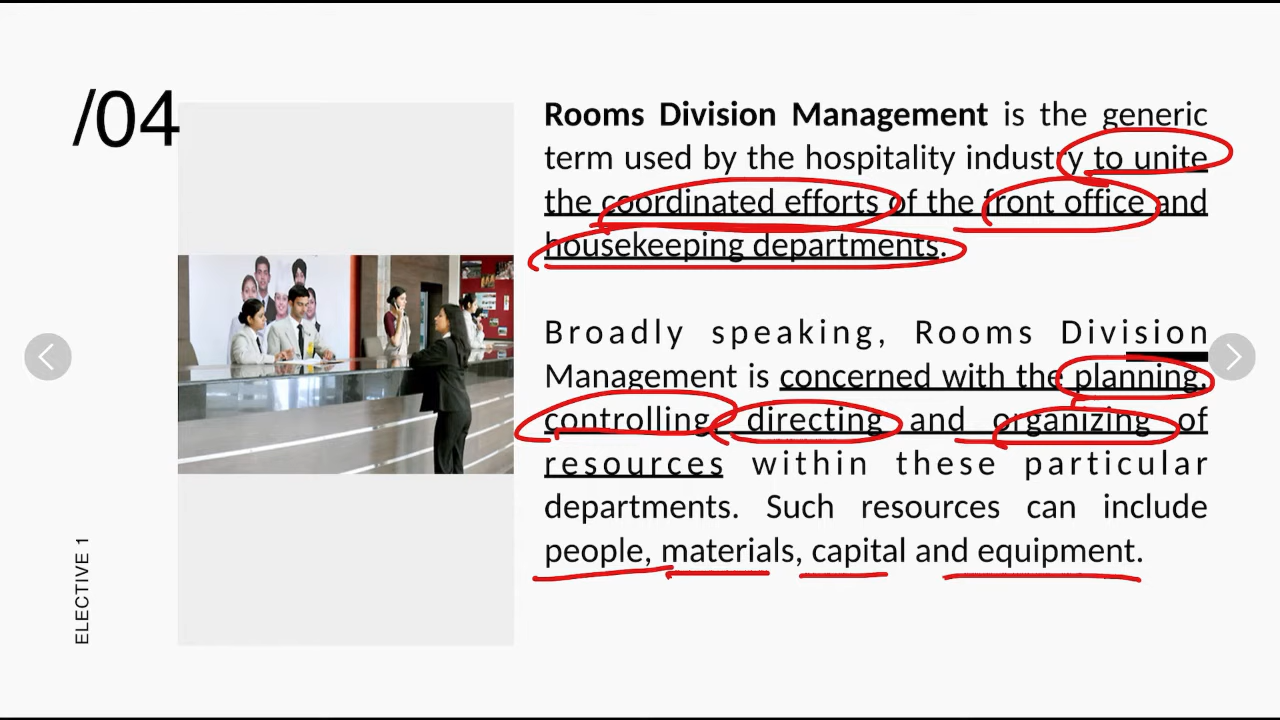 /04
Rooms Division Management is the generic
term used by the hospitality industry to unite
the coordinated efforts of the front office and
housekeeping departments.
Broadly speaking, Rooms Division
Management is concerned with the planning,
controlling, directing and organizing of
resources within these particular
departments. Such resources can include
people, materials, capital and equipment.
ELECTIVE 1